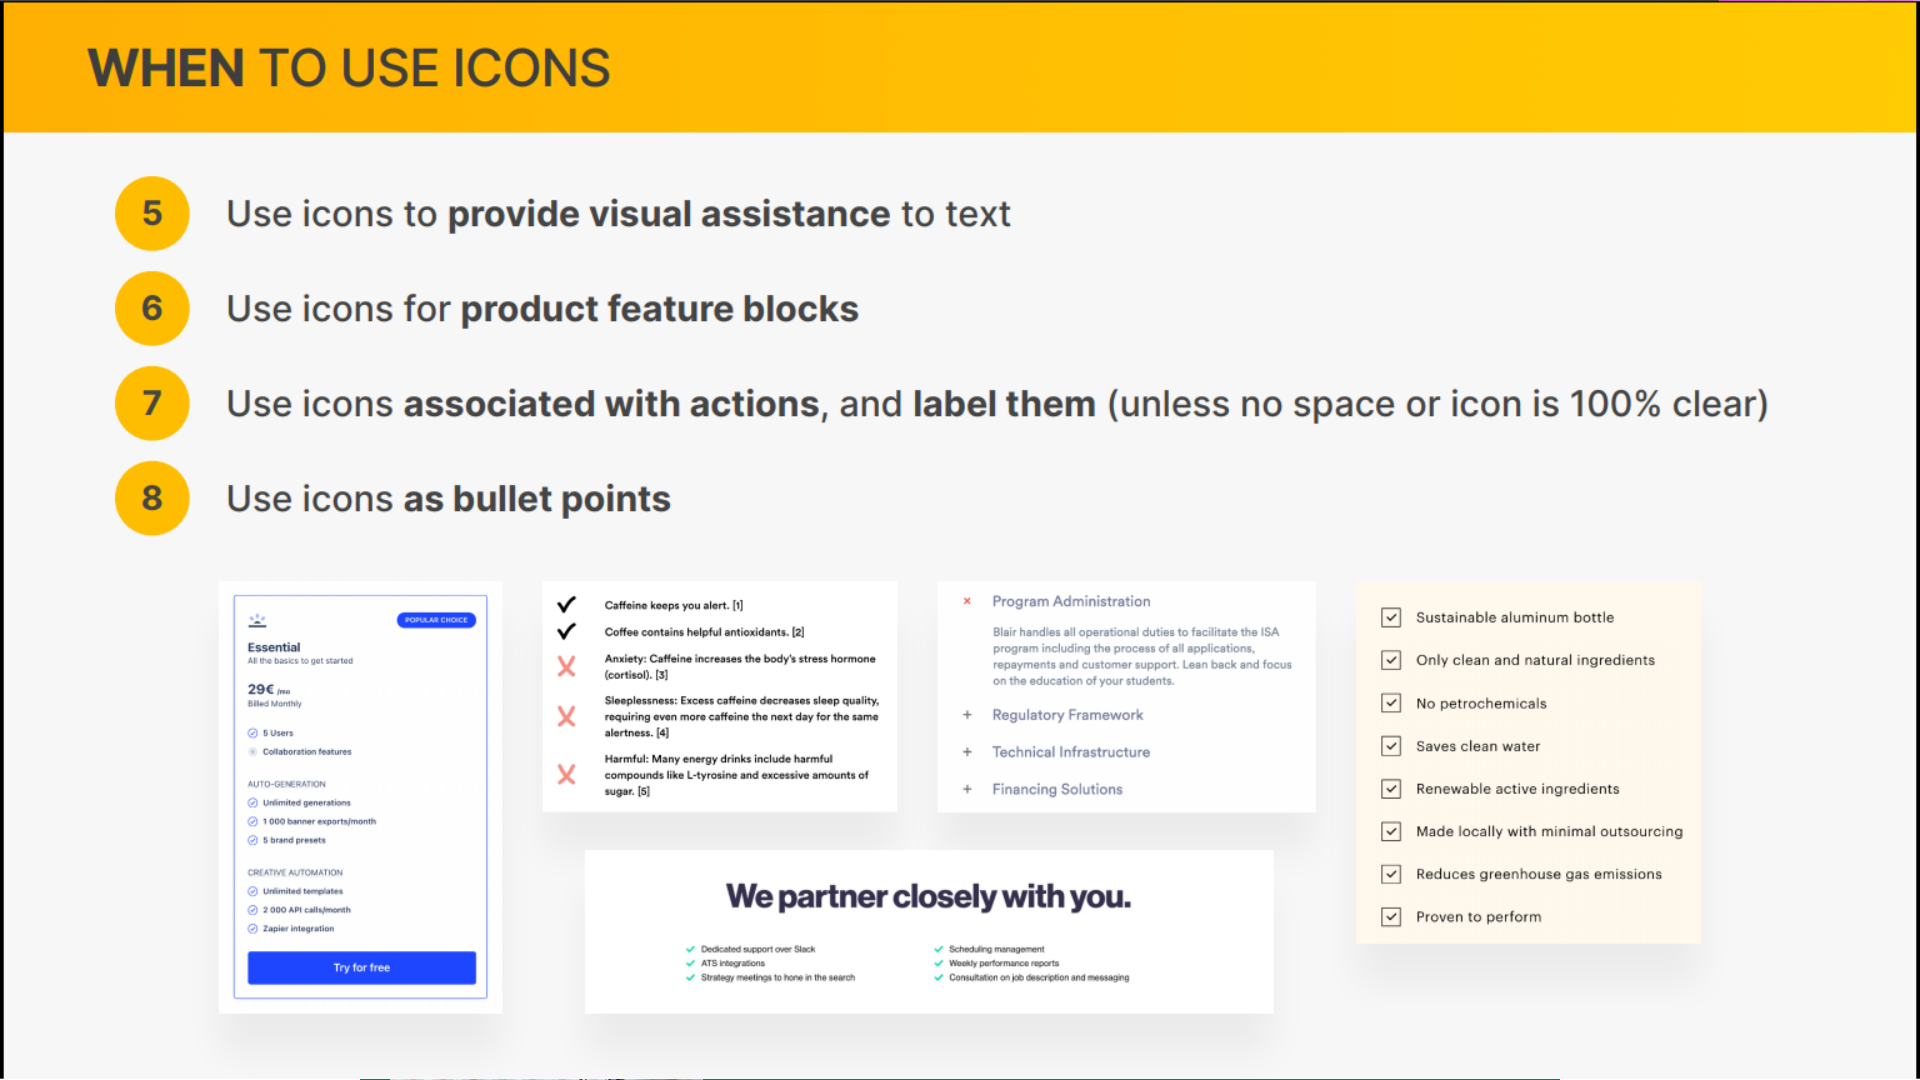 WHEN TO USE ICONS
5 Use icons to provide visual assistance to text
6 Use icons for product feature blocks
7 Use icons associated with actions, and label them (unless no space or icon is 100% clear)
8 Use icons as bullet points
POPULAR CHOICE
Essential
All the basics to get started
29€ /mo
Billed Monthly
5 Users
Collaboration features
AUTO-GENERATION
Unlimited generations
1 000 banner exports/month
5 brand presets
CREATIVE AUTOMATION
Unlimited templates
2 000 API calls/month
Zapier integration
Try for free
Caffeine keeps you alert. [1]
Coffee contains helpful antioxidants. [2]
Anxiety: Caffeine increases the body's stress hormone
(cortisol). [3]
Sleeplessness: Excess caffeine decreases sleep quality,
requiring even more caffeine the next day for the same
alertness. [4]
Harmful: Many energy drinks include harmful
compounds like L-tyrosine and excessive amounts of
sugar. [5]
Program Administration
Blair handles all operational duties to facilitate the ISA
program including the process of all applications,
repayments and customer support. Lean back and focus
on the education of your students.
Regulatory Framework
Technical Infrastructure
Financing Solutions
Sustainable aluminum bottle
Only clean and natural ingredients
No petrochemicals
Saves clean water
Renewable active ingredients
Made locally with minimal outsourcing
Reduces greenhouse gas emissions
Proven to perform
We partner closely with you.
Dedicated support over Slack
ATS integrations
Strategy meetings to hone in the search
Scheduling management
Weekly performance reports
Consultation on job description and messaging